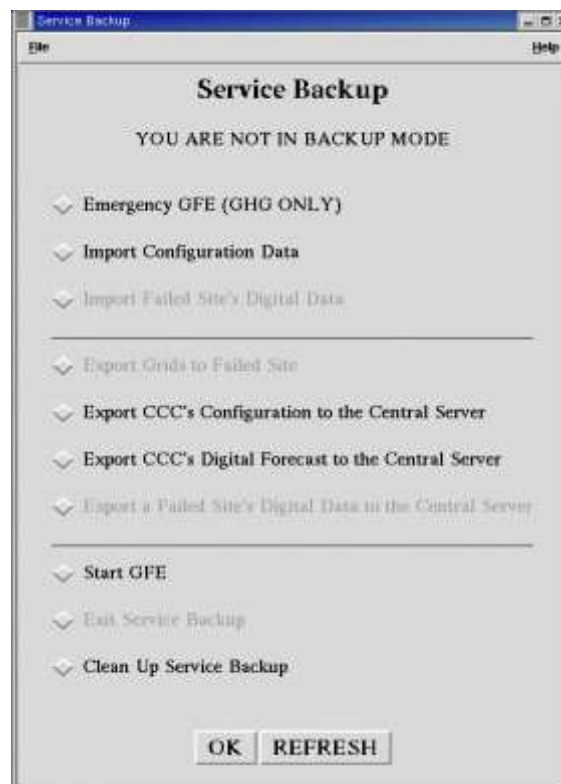 Service Backup
File Help
Service Backup
YOU ARE NOT IN BACKUP MODE
Emergency GFE (GHG ONLY)
Import Configuration Data
Import Failed Site's Digital Data
Export Grids to Failed Site
Export CCC's Configuration to the Central Server
Export CCC's Digital Forecast to the Central Server
Export a Failed Site's Digital Data to the Central Server
Start GFE
Exit Service Backup
Clean Up Service Backup
OK REFRESH